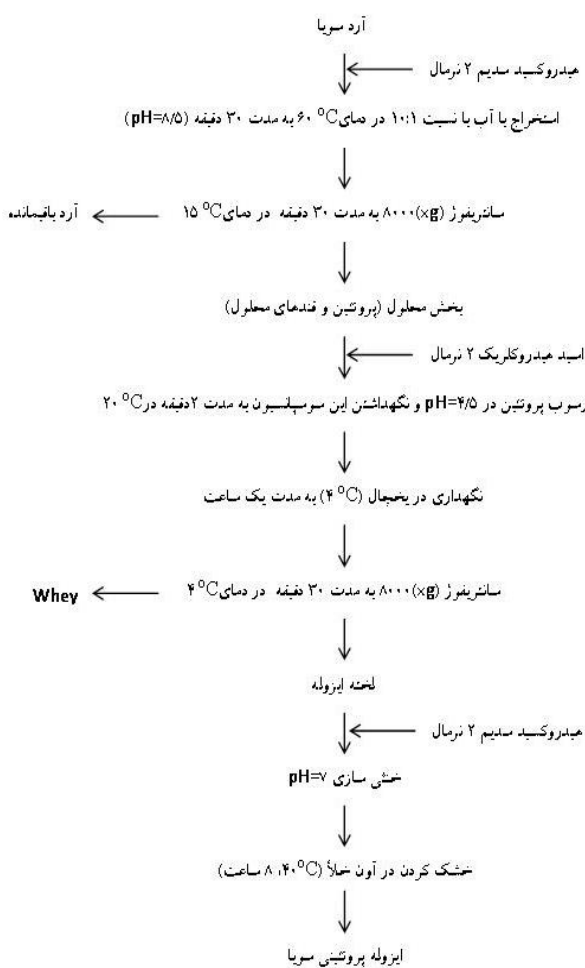 آرد سویا
هیدروکسید سدیم ۲ نرمال
استخراج با آب با نسبت ۱۰:۱ در دمای ۶۰ °C به مدت ۳۰ دقیقه (pH=۸/۵)
سانتریفوژ (xg)۸۰۰۰ به مدت ۳۰ دقیقه در دمای ۱۵ °C
آرد باقیمانده
بخش محلول (پروتئین و قندهای محلول)
اسید هیدروکلریک ۲ نرمال
رسوب پروتئین در pH=۴/۵ و نگهداشتن این سوسپانسیون به مدت ۲دقیقه در ۲۰ °C
نگهداری در یخچال (۴ °C) به مدت یک ساعت
سانتریفوژ (xg)۸۰۰۰ به مدت ۳۰ دقیقه در دمای ۴ °C
Whey
لخته ایزوله
هیدروکسید سدیم ۲ نرمال
خنثی سازی pH=۷
خشک کردن در آون خلأ (۴۰°C، ۸ ساعت)
ایزوله پروتئینی سویا